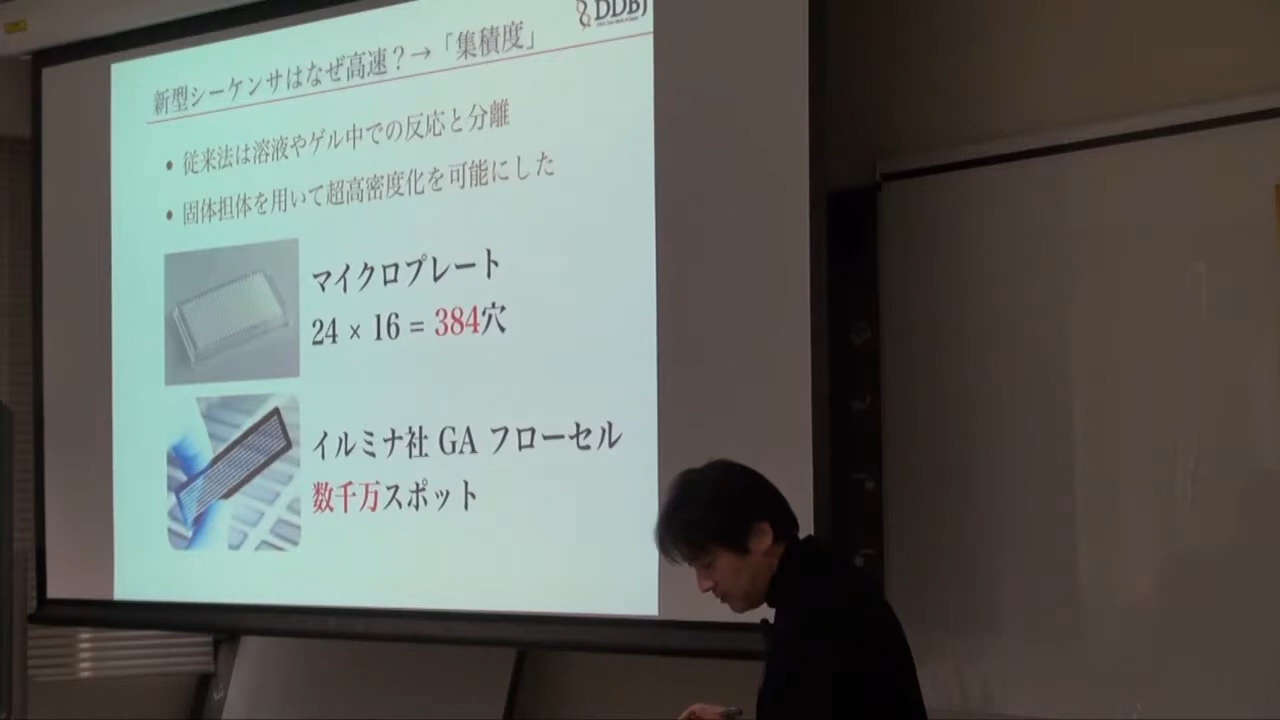 DDBJ
新型シーケンサはなぜ高速？→「集積度」
• 従来法は溶液やゲル中での反応と分離
• 固体担体を用いて超高密度化を可能にした
マイクロプレート
24 × 16 = 384穴
イルミナ社 GA フローセル
数千万スポット